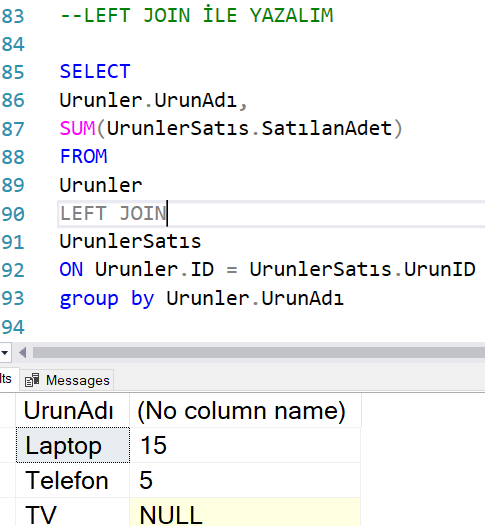 83 --LEFT JOIN İLE YAZALIM
84
85 SELECT
86 Urunler.UrunAdı,
87 SUM(UrunlerSatıs.SatılanAdet)
88 FROM
89 Urunler
90 LEFT JOIN
91 UrunlerSatıs
92 ON Urunler.ID = UrunlerSatıs.UrunID
93 group by Urunler.UrunAdı
94
lts Messages
UrunAdı (No column name)
Laptop 15
Telefon 5
TV NULL